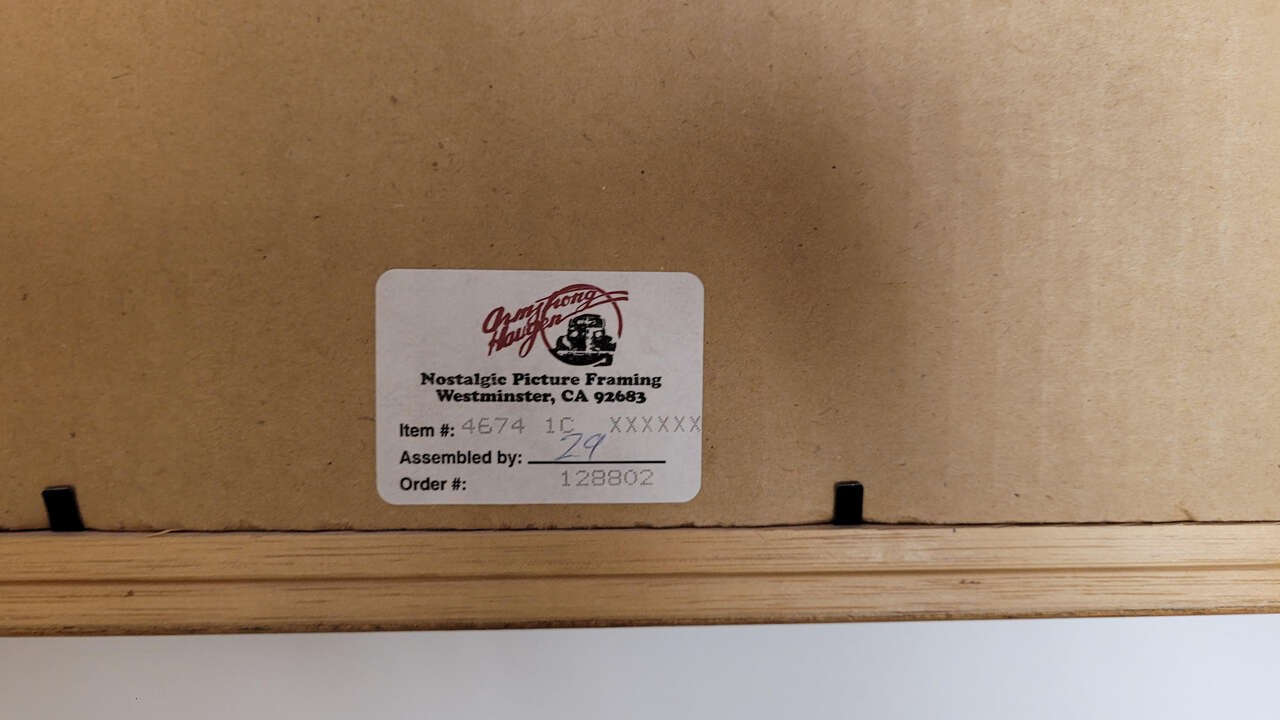 Armstrong
Haugen
Nostalgic Picture Framing
Westminster, CA 92683
Item #: 4674 1C XXXXXX
Assembled by: 29
Order #: 128802